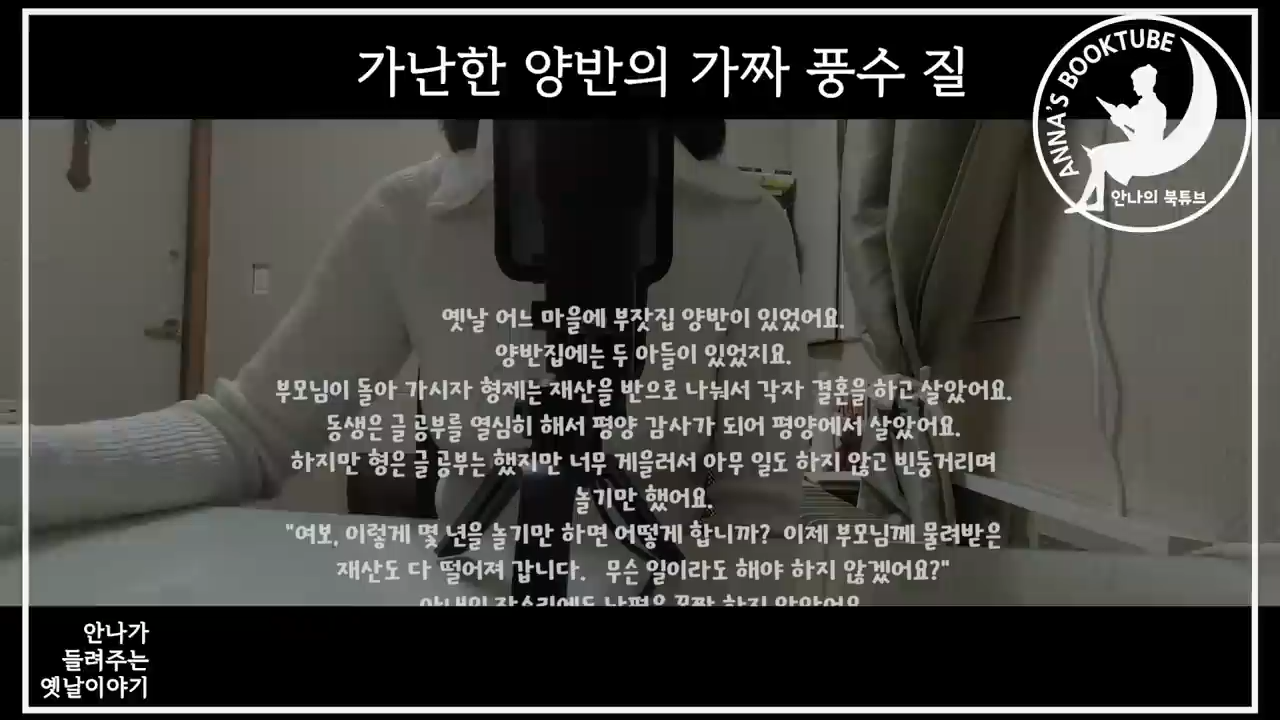 가난한 양반의 가짜 풍수 질
ANNA'S BOOKTUBE
안나의 북튜브
옛날 어느 마을에 부잣집 양반이 있었어요.
양반집에는 두 아들이 있었지요.
부모님이 돌아 가시자 형제는 재산을 반으로 나눠서 각자 결혼을 하고 살았어요.
동생은 글 공부를 열심히 해서 평양 감사가 되어 평양에서 살았어요.
하지만 형은 글 공부는 했지만 너무 게을러서 아무 일도 하지 않고 빈둥거리며
놀기만 했어요.
"여보, 이렇게 몇 년을 놀기만 하면 어떻게 합니까? 이제 부모님께 물려받은
재산도 다 떨어져 갑니다. 무슨 일이라도 해야 하지 않겠어요?"
안나가
들려주는
옛날이야기